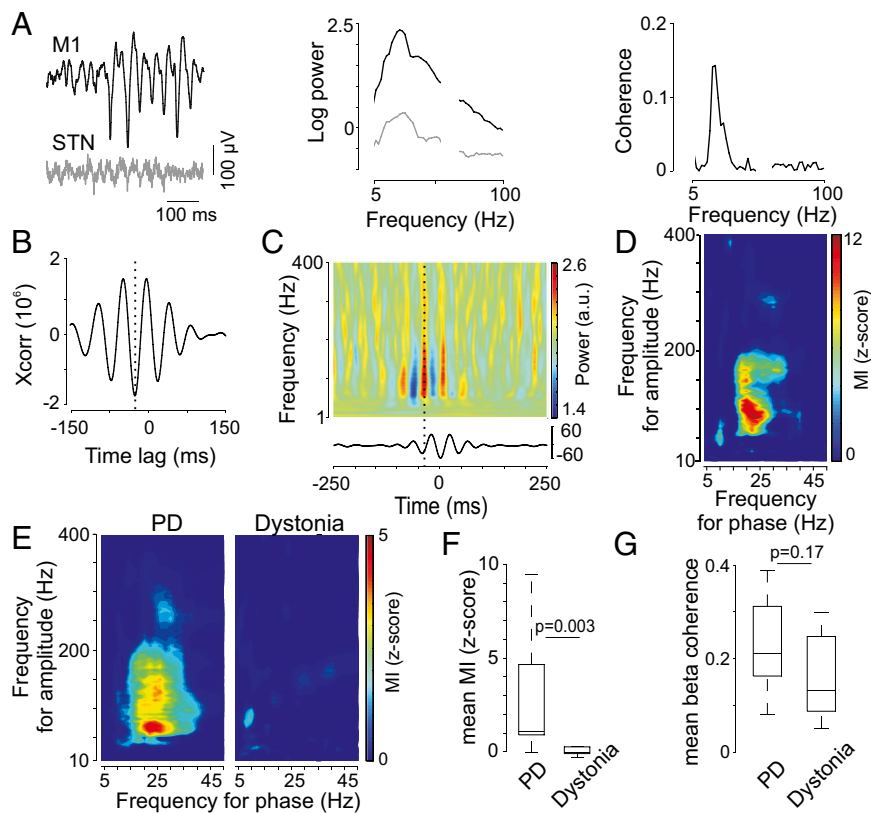 A
M1
STN
100 µV
100 ms
Log power
2.5
0
5
100
Frequency (Hz)
Coherence
0.2
0.1
0
5
100
Frequency (Hz)
B
Xcorr (10⁶)
2
0
-2
-150
0
150
Time lag (ms)
C
Frequency (Hz)
400
1
2.6
1.4
Power (a.u.)
60
-60
-250
0
250
Time (ms)
D
Frequency
for amplitude (Hz)
400
200
10
12
0
MI (z-score)
5
25
45
Frequency
for phase (Hz)
E
PD
Dystonia
Frequency
for amplitude (Hz)
400
200
10
5
0
MI (z-score)
5
25
45
5
25
45
Frequency for phase (Hz)
F
mean MI (z-score)
10
5
0
p=0.003
PD
Dystonia
G
mean beta coherence
0.4
0.2
0
p=0.17
PD
Dystonia